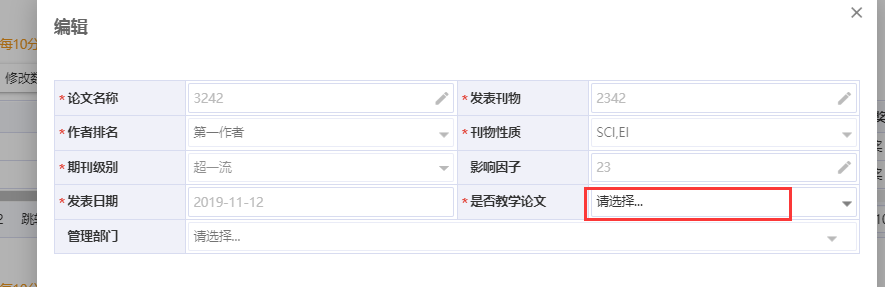 编辑
每10分
修改数
* 论文名称 3242 * 发表刊物 2342
* 作者排名 第一作者 * 刊物性质 SCI,EI
* 期刊级别 超一流 影响因子 23
* 发表日期 2019-11-12 * 是否教学论文 请选择...
2 跳转
管理部门 请选择...
每10分